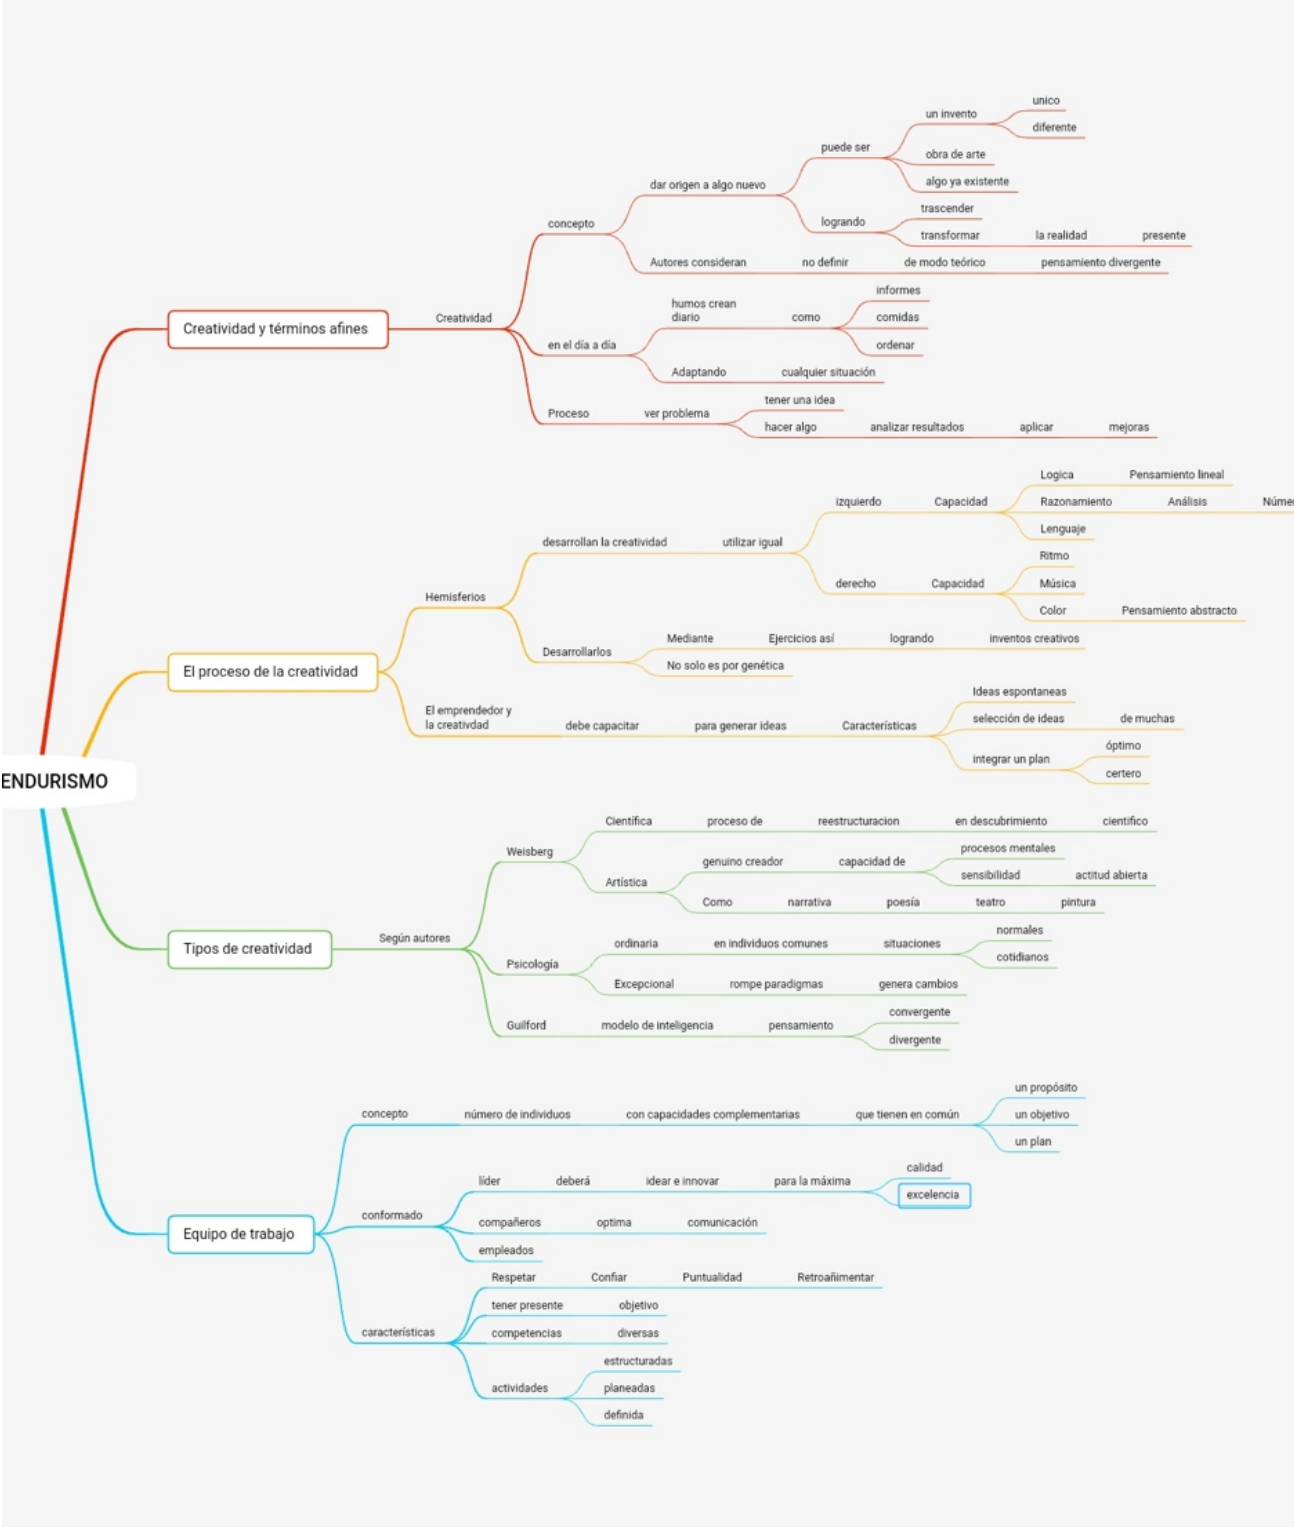 unico
un invento
diferente
puede ser
obra de arte
dar origen a algo nuevo
algo ya existente
trascender
logrando
concepto
transformar la realidad presente
Autores consideran no definir de modo teórico pensamiento divergente
informes
humos crean
diario como
comidas
Creatividad y términos afines
Creatividad
en el día a día
ordenar
Adaptando cualquier situación
tener una idea
Proceso ver problema
hacer algo analizar resultados aplicar mejoras
Logica Pensamiento lineal
izquierdo Capacidad
Razonamiento Análisis
Lenguaje
desarrollan la creatividad utilizar igual
Ritmo
derecho Capacidad
Música
Hemisferios
Color Pensamiento abstracto
Mediante Ejercicios así logrando inventos creativos
Desarrollarlos
No solo es por genética
El proceso de la creatividad
Ideas espontaneas
El emprendedor y
la creativdad debe capacitar para generar ideas Características
selección de ideas de muchas
óptimo
integrar un plan
certero
ENDURISMO
Científica proceso de reestructuracion en descubrimiento cientifico
Weisberg
procesos mentales
genuino creador capacidad de
sensibilidad actitud abierta
Artística
Como narrativa poesía teatro pintura
Tipos de creatividad
Según autores
normales
ordinaria en individuos comunes situaciones
cotidianos
Psicología
Excepcional rompe paradigmas genera cambios
convergente
Guilford modelo de inteligencia pensamiento
divergente
un propósito
concepto número de individuos con capacidades complementarias que tienen en común
un objetivo
un plan
calidad
líder deberá idear e innovar para la máxima
excelencia
conformado
compañeros optima comunicación
empleados
Equipo de trabajo
Respetar Confiar Puntualidad Retroañimentar
tener presente objetivo
características
competencias diversas
estructuradas
actividades
planeadas
definida